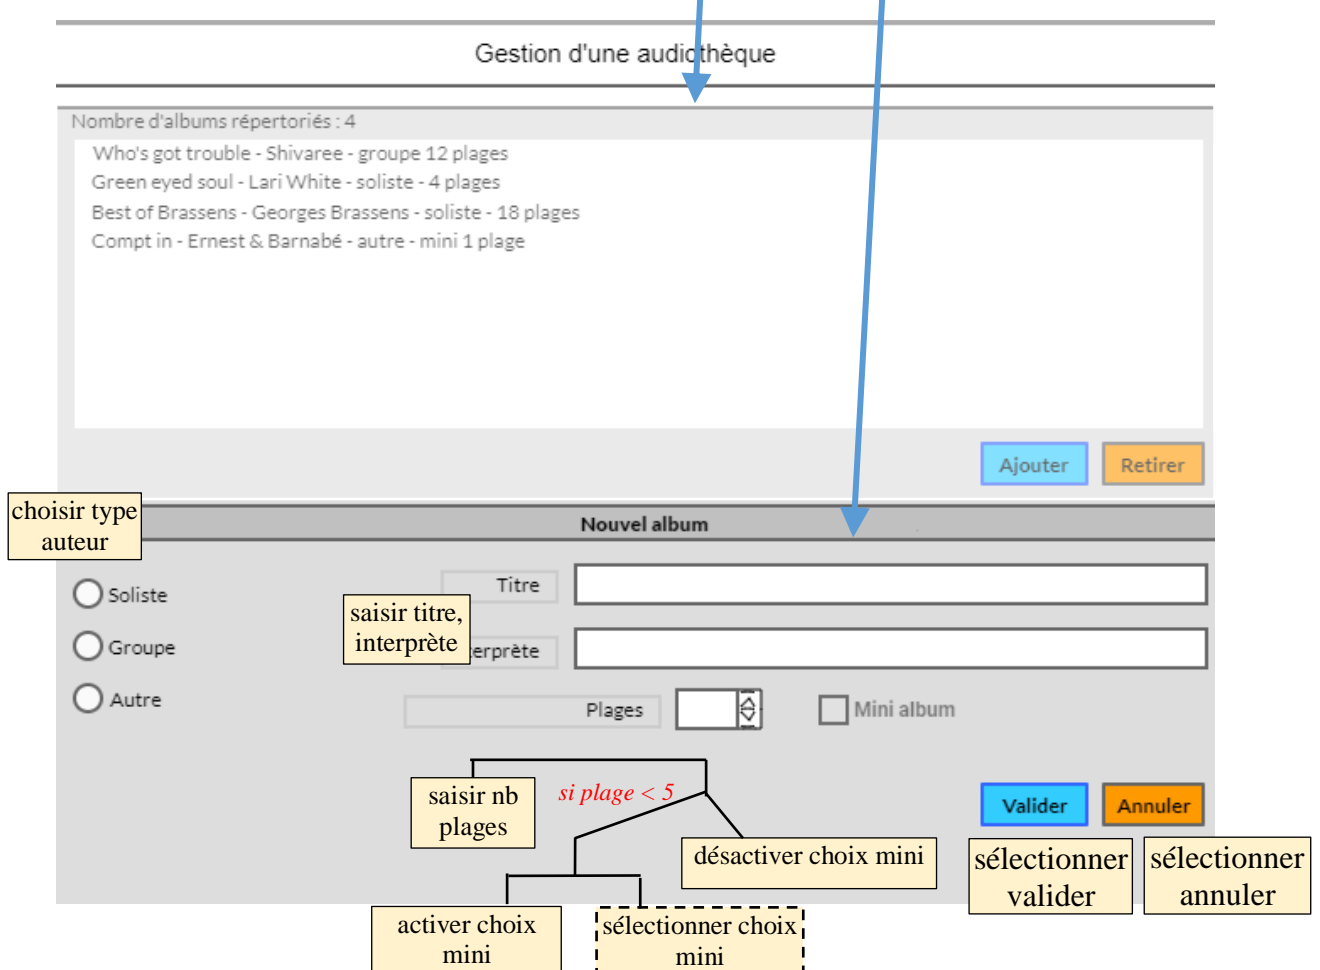 Gestion d'une audiothèque
Nombre d'albums répertoriés : 4
Who's got trouble - Shivaree - groupe 12 plages
Green eyed soul - Lari White - soliste - 4 plages
Best of Brassens - Georges Brassens - soliste - 18 plages
Compt in - Ernest & Barnabé - autre - mini 1 plage
Ajouter
Retirer
choisir type
auteur
Nouvel album
Soliste
Groupe
Autre
Titre
saisir titre,
interprète
terprète
Plages
Mini album
saisir nb
plages
si plage < 5
désactiver choix mini
activer choix
mini
sélectionner choix
mini
Valider
Annuler
sélectionner
valider
sélectionner
annuler